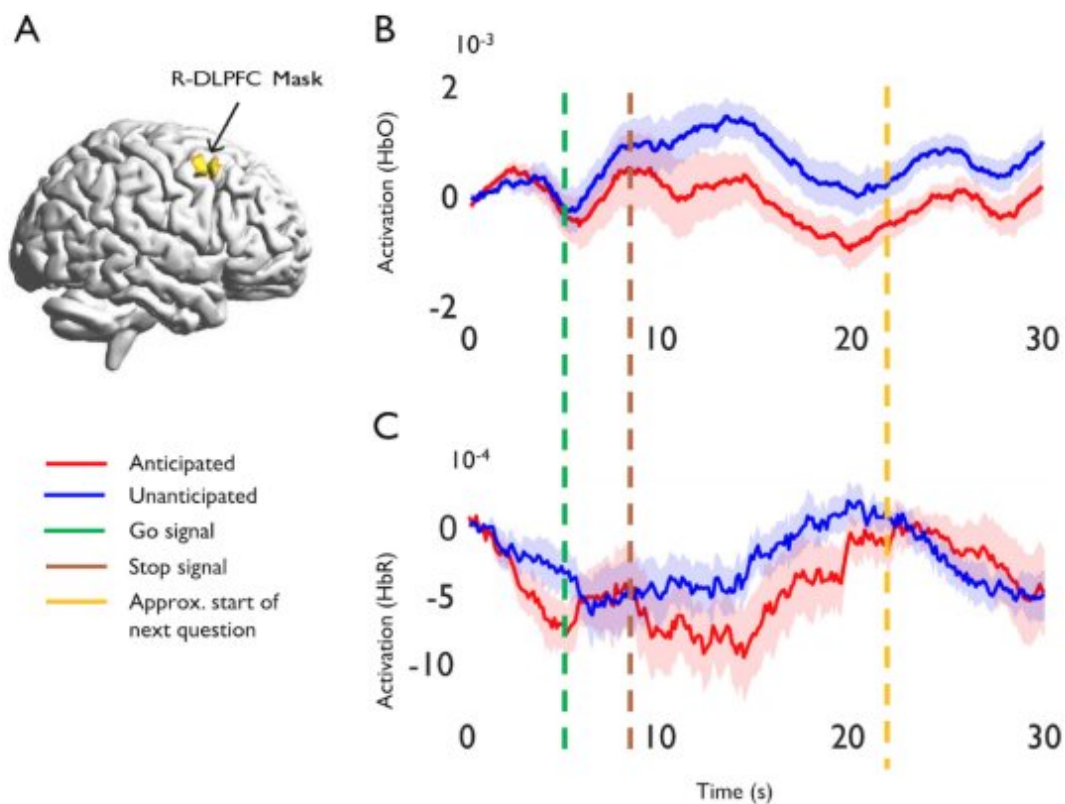 A
R-DLPFC Mask
B
10-3
2
0
-2
Activation (HbO)
0 10 20 30
C
10-4
0
-5
-10
Activation (HbR)
0 10 20 30
Time (s)
Anticipated
Unanticipated
Go signal
Stop signal
Approx. start of
next question